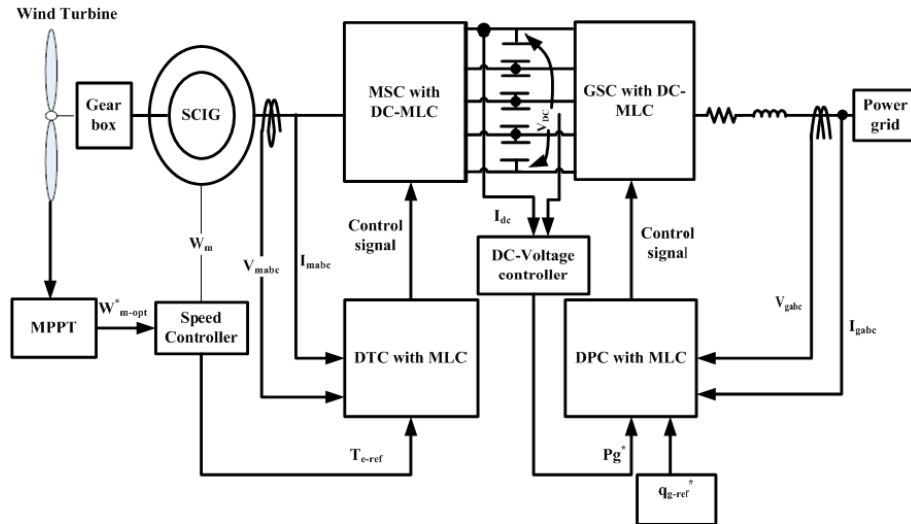 Wind Turbine
Gear
box
SCIG
MSC with
DC-MLC
V_DC
GSC with DC-
MLC
Power
grid
W_m
V_mabc
I_mabc
Control
signal
I_dc
DC-Voltage
controller
Control
signal
V_gabc
I_gabc
MPPT
W*_m-opt
Speed
Controller
DTC with MLC
DPC with MLC
T_e-ref
Pg*
q_g-ref*